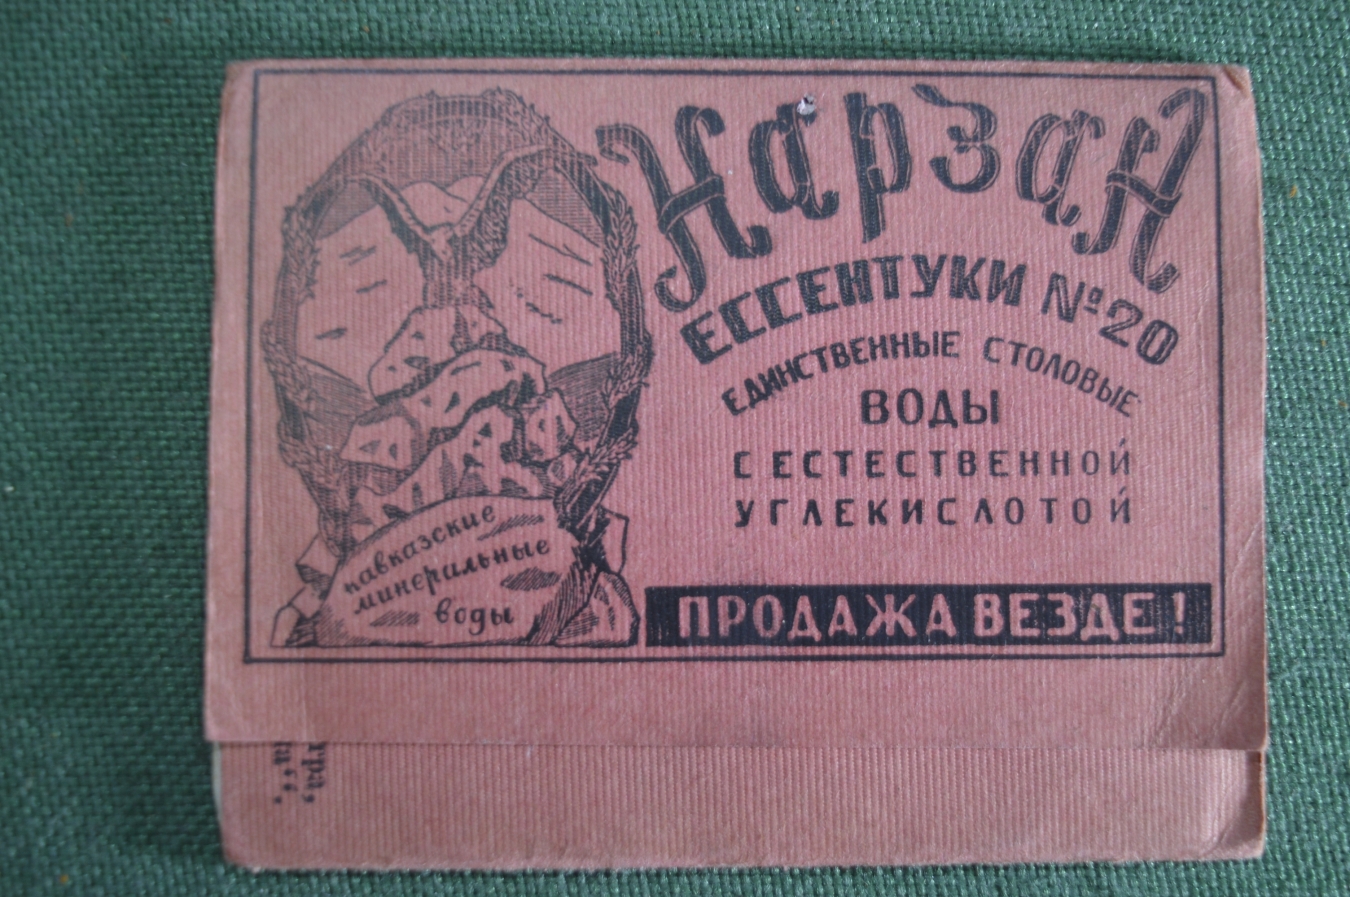 Нарзан
ЕССЕНТУКИ №20
ЕДИНСТВЕННЫЕ СТОЛОВЫЕ
ВОДЫ
С ЕСТЕСТВЕННОЙ
УГЛЕКИСЛОТОЙ
ПРОДАЖА ВЕЗДЕ!
кавказские
минеральные
воды